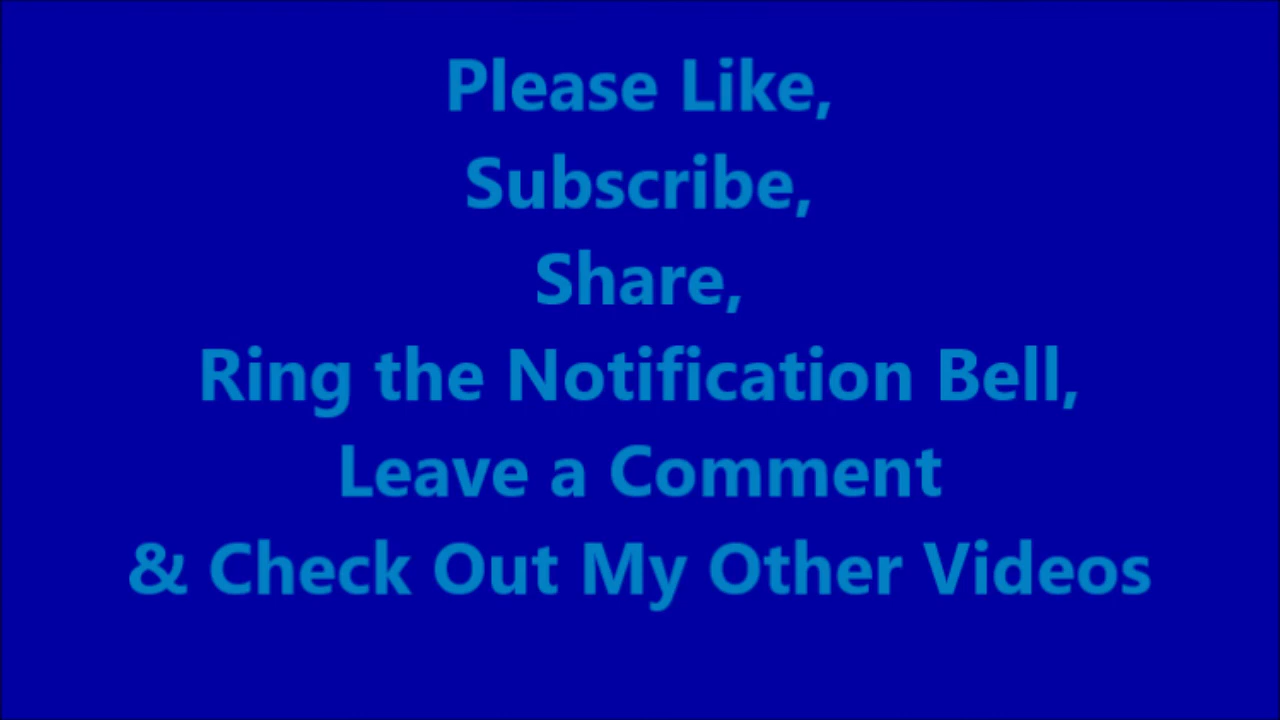 Please Like,
Subscribe,
Share,
Ring the Notification Bell,
Leave a Comment
& Check Out My Other Videos